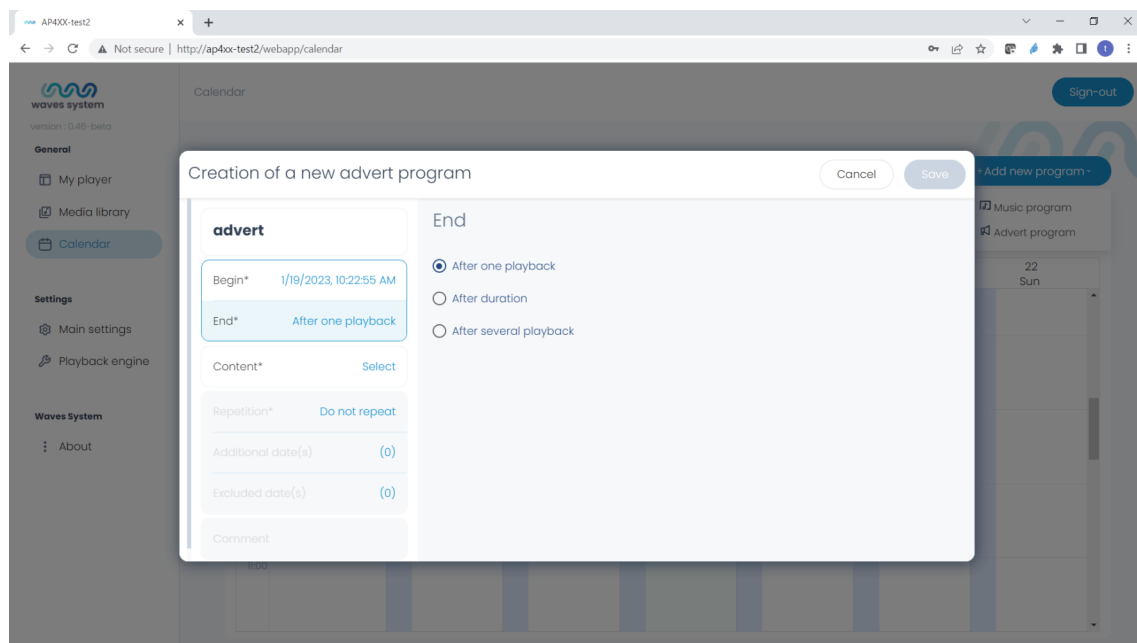 AP4XX-test2
Not secure | http://ap4xx-test2/webapp/calendar
t
waves system
version : 0.46-beta
Calendar
Sign-out
General
My player
Media library
Calendar
Settings
Main settings
Playback engine
Waves System
About
- Add new program -
Music program
Advert program
22
Sun
11:00
Creation of a new advert program
Cancel
Save
advert
Begin* 1/19/2023, 10:22:55 AM
End* After one playback
Content* Select
Repetition* Do not repeat
Additional date(s) (0)
Excluded date(s) (0)
Comment
End
After one playback
After duration
After several playback